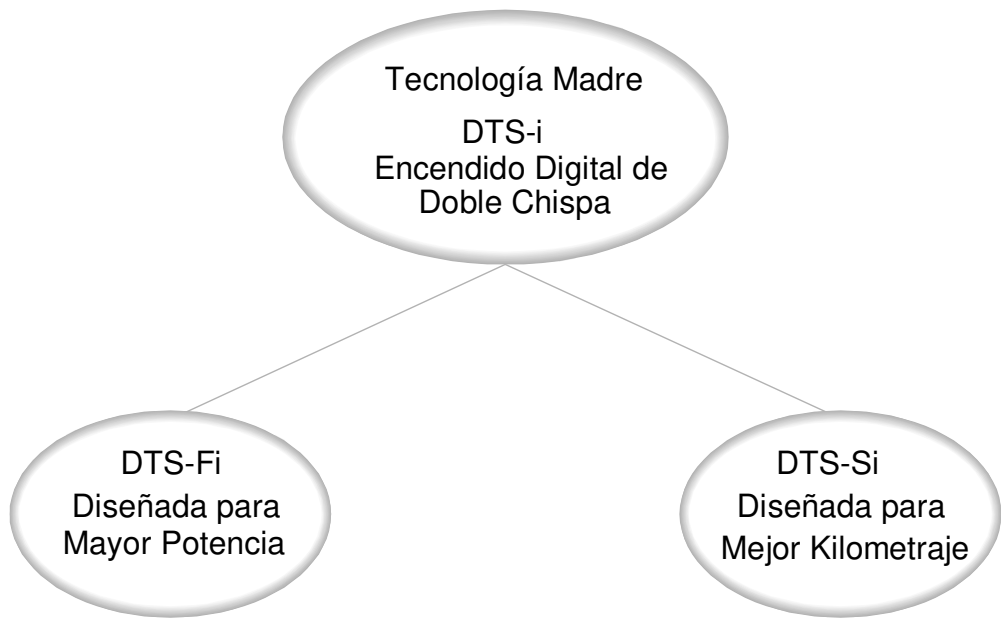 Tecnología Madre
DTS-i
Encendido Digital de
Doble Chispa
DTS-Fi
Diseñada para
Mayor Potencia
DTS-Si
Diseñada para
Mejor Kilometraje